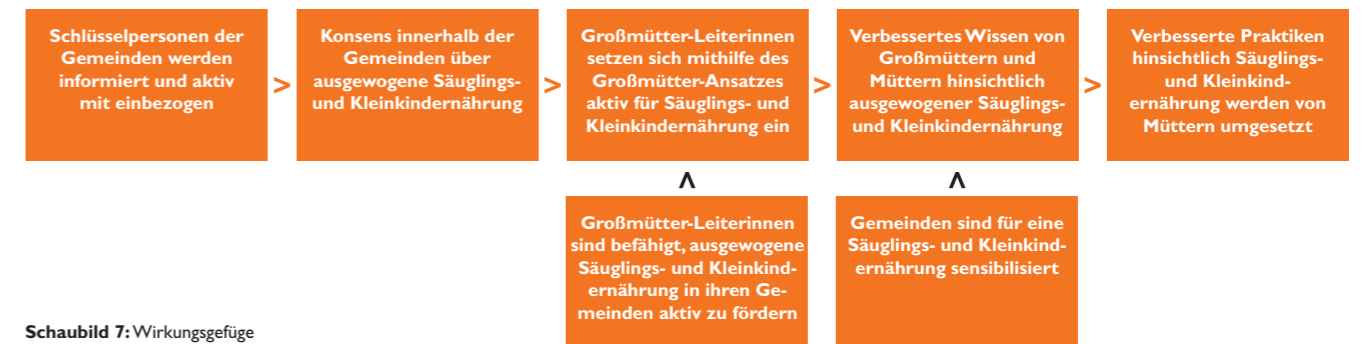 Schlüsselpersonen der
Gemeinden werden
informiert und aktiv
mit einbezogen
>
Konsens innerhalb der
Gemeinden über
ausgewogene Säuglings-
und Kleinkindernährung
>
Großmütter-Leiterinnen
setzen sich mithilfe des
Großmütter-Ansatzes
aktiv für Säuglings- und
Kleinkindernährung ein
>
Verbessertes Wissen von
Großmüttern und
Müttern hinsichtlich
ausgewogener Säuglings-
und Kleinkindernährung
>
Verbesserte Praktiken
hinsichtlich Säuglings-
und Kleinkind-
ernährung werden von
Müttern umgesetzt
Großmütter-Leiterinnen
sind befähigt, ausgewogene
Säuglings- und Kleinkind-
ernährung in ihren Ge-
meinden aktiv zu fördern
Gemeinden sind für eine
Säuglings- und Kleinkind-
ernährung sensibilisiert
Schaubild 7: Wirkungsgefüge